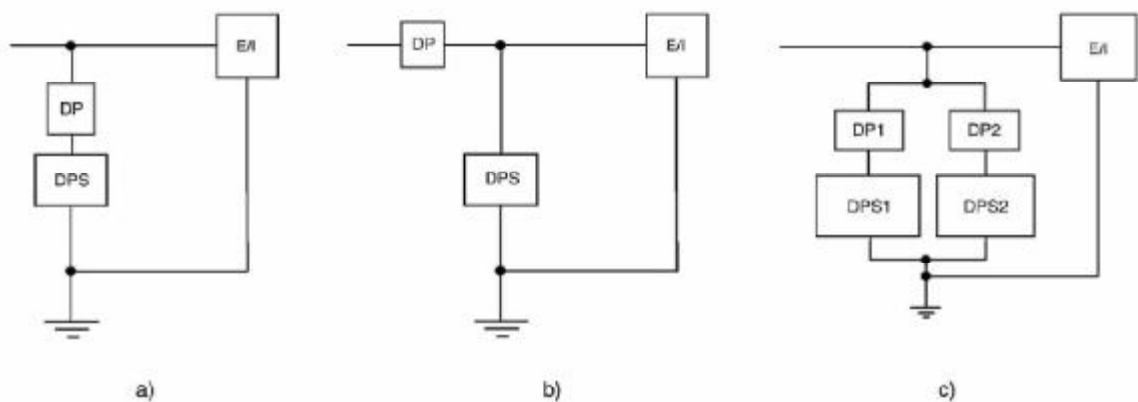 E/I
DP
DPS
a)
DP
E/I
DPS
b)
E/I
DP1 DP2
DPS1 DPS2
c)